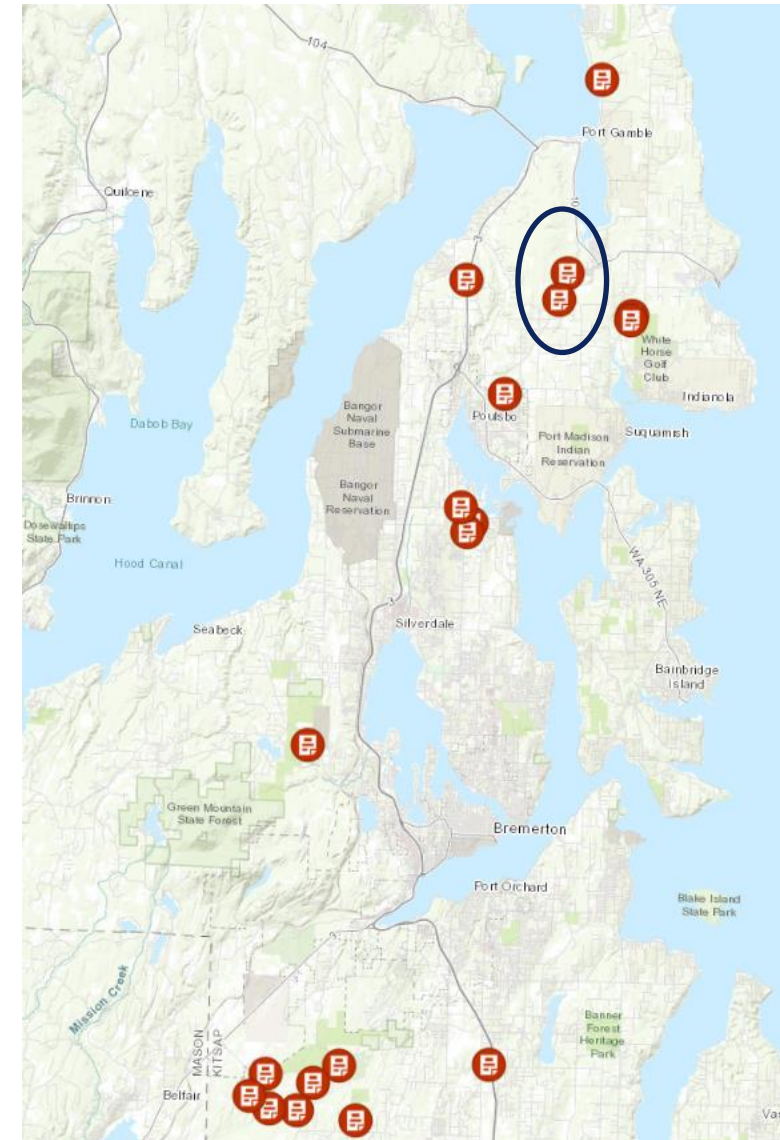 104
Port Gamble
Quilcene
10
3
White
Horse
Golf
Club
Indianola
Poulsbo
Bangor
Naval
Submarine
Base
Dabob Bay
Port Madison
Indian
Reservation
Suquamish
Bangor
Naval
Reservation
Brinnon
Dosewallips
State Park
Hood Canal
WA-305 NE
Seabeck
Silverdale
Bainbridge
Island
Green Mountain
State Forest
Bremerton
Port Orchard
Blake Island
State Park
Mission Creek
Banner
Forest
Heritage
Park
MASON
KITSAP
Belfair
Vas